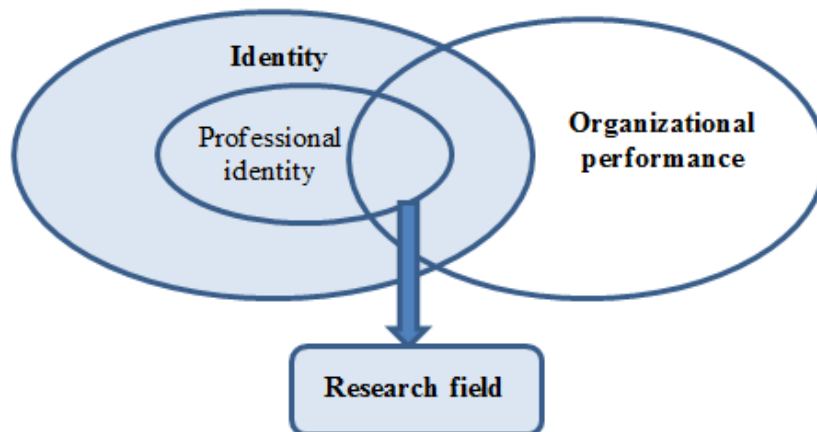 Identity
Professional
identity
Organizational
performance
Research field